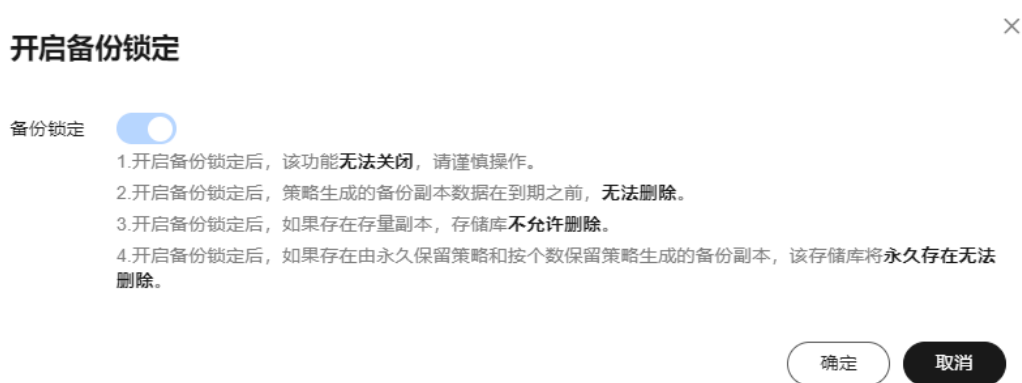 开启备份锁定
备份锁定
1.开启备份锁定后，该功能无法关闭，请谨慎操作。
2.开启备份锁定后，策略生成的备份副本数据在到期之前，无法删除。
3.开启备份锁定后，如果存在存量副本，存储库不允许删除。
4.开启备份锁定后，如果存在由永久保留策略和按个数保留策略生成的备份副本，该存储库将永久存在无法
删除。
确定
取消